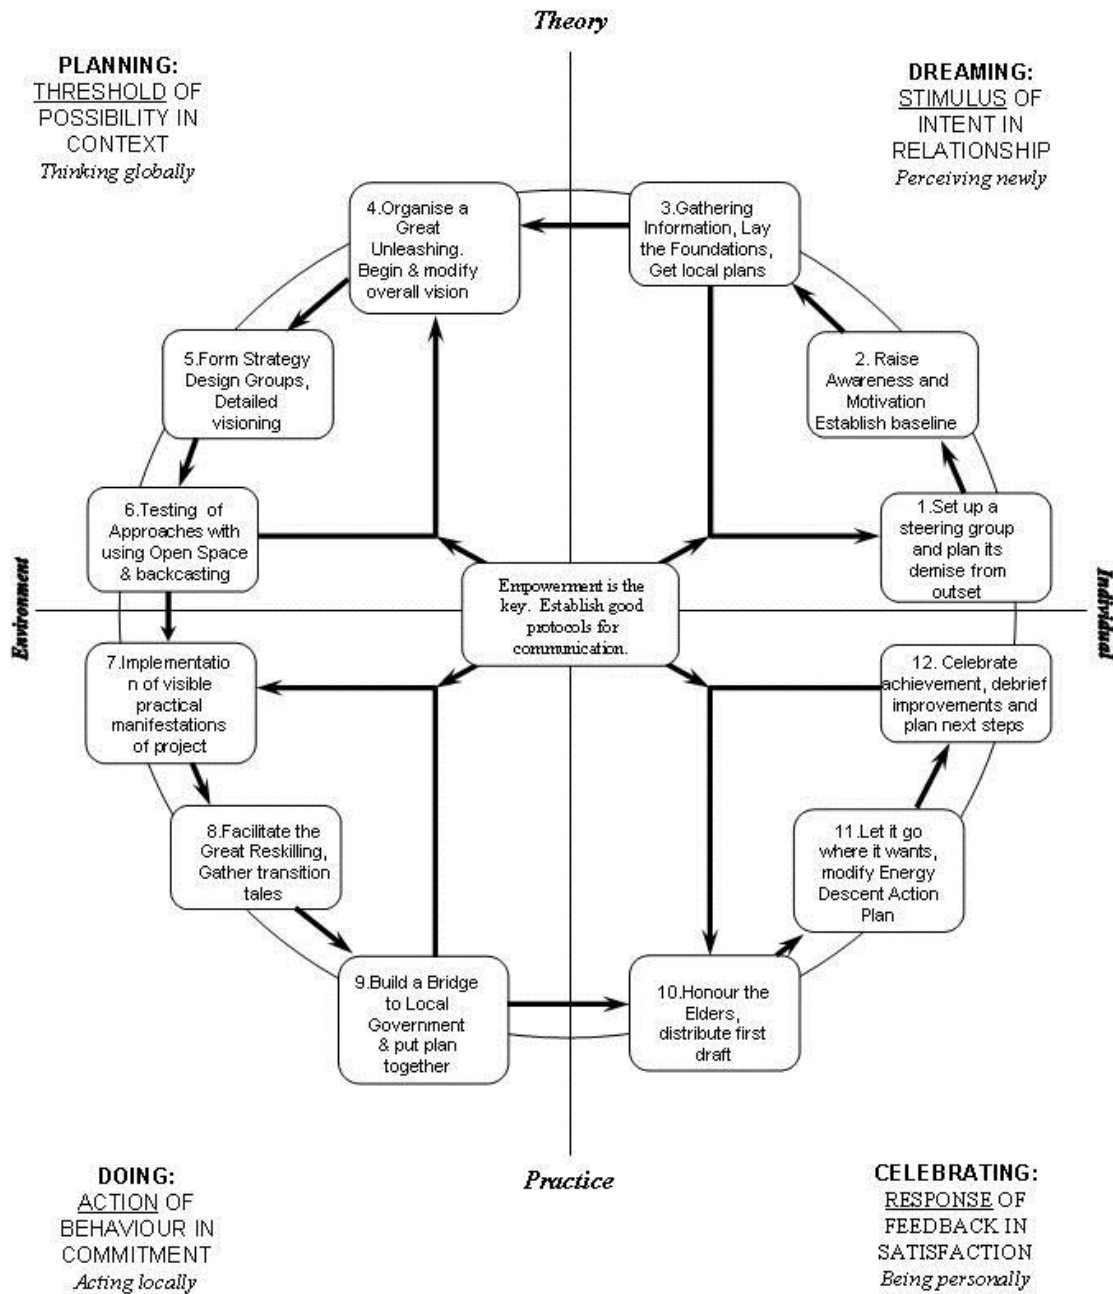 Theory
PLANNING:
THRESHOLD OF
POSSIBILITY IN
CONTEXT
Thinking globally
DREAMING:
STIMULUS OF
INTENT IN
RELATIONSHIP
Perceiving newly
4.Organise a
Great
Unleashing.
Begin & modify
overall vision
3.Gathering
Information, Lay
the Foundations,
Get local plans
5.Form Strategy
Design Groups,
Detailed
visioning
2. Raise
Awareness and
Motivation
Establish baseline
6.Testing of
Approaches with
using Open Space
& backcasting
1.Set up a
steering group
and plan its
demise from
outset
Environment
Empowerment is the
key. Establish good
protocols for
communication.
Individual
7.Implementatio
n of visible
practical
manifestations
of project
12. Celebrate
achievement, debrief
improvements and
plan next steps
8.Facilitate the
Great Reskilling,
Gather transition
tales
11.Let it go
where it wants,
modify Energy
Descent Action
Plan
9.Build a Bridge
to Local
Government
& put plan
together
10.Honour the
Elders,
distribute first
draft
Practice
DOING:
ACTION OF
BEHAVIOUR IN
COMMITMENT
Acting locally
CELEBRATING:
RESPONSE OF
FEEDBACK IN
SATISFACTION
Being personally